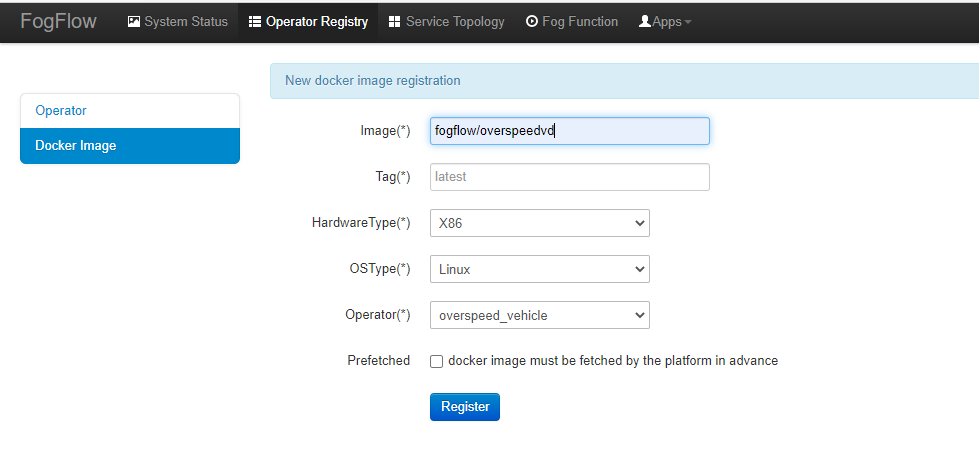 FogFlow System Status Operator Registry Service Topology Fog Function Apps
New docker image registration
Operator
Docker Image
Image(*) fogflow/overspeedvd
Tag(*) latest
HardwareType(*) X86
OSType(*) Linux
Operator(*) overspeed_vehicle
Prefetched docker image must be fetched by the platform in advance
Register